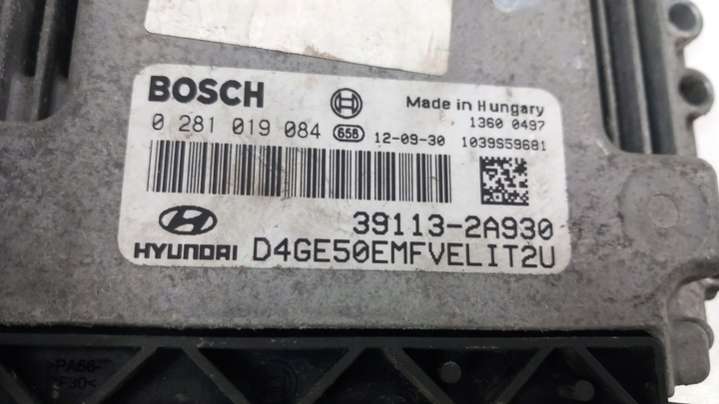 BOSCH
Made in Hungary
1360 0497
0 281 019 084 656 12-09-30 1039S59681
39113-2A930
HYUNDAI D4GE50EMFVELIT2U
>PA66-